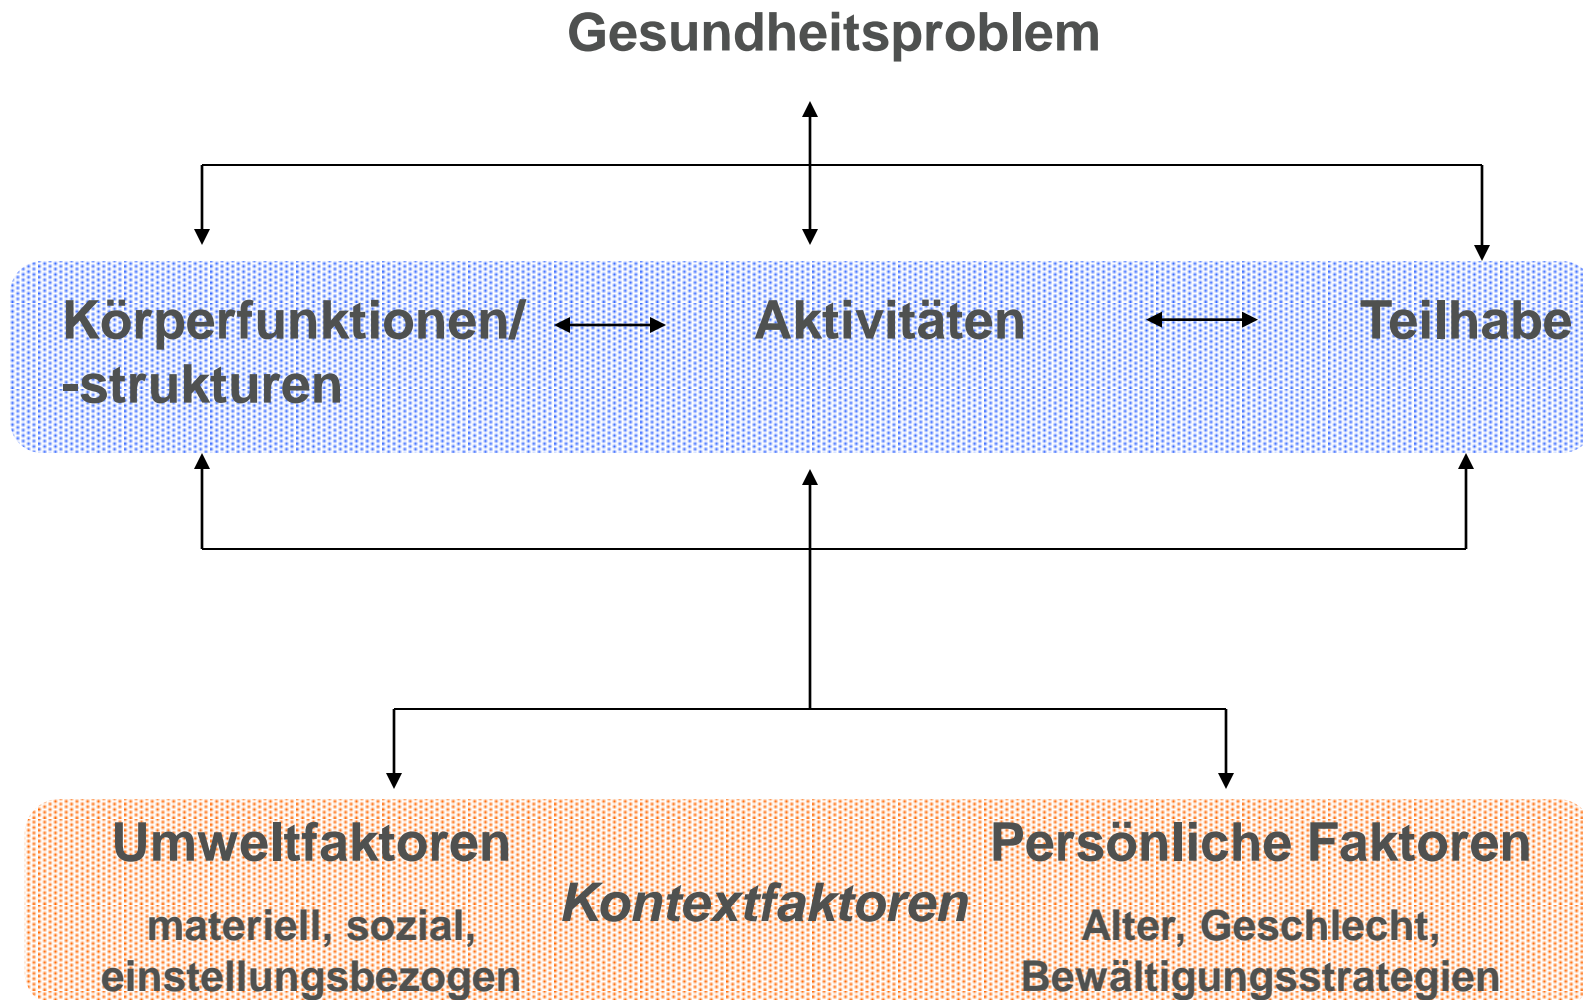 Gesundheitsproblem
Körperfunktionen/
-strukturen
Aktivitäten
Teilhabe
Umweltfaktoren
materiell, sozial,
einstellungsbezogen
Kontextfaktoren
Persönliche Faktoren
Alter, Geschlecht,
Bewältigungsstrategien